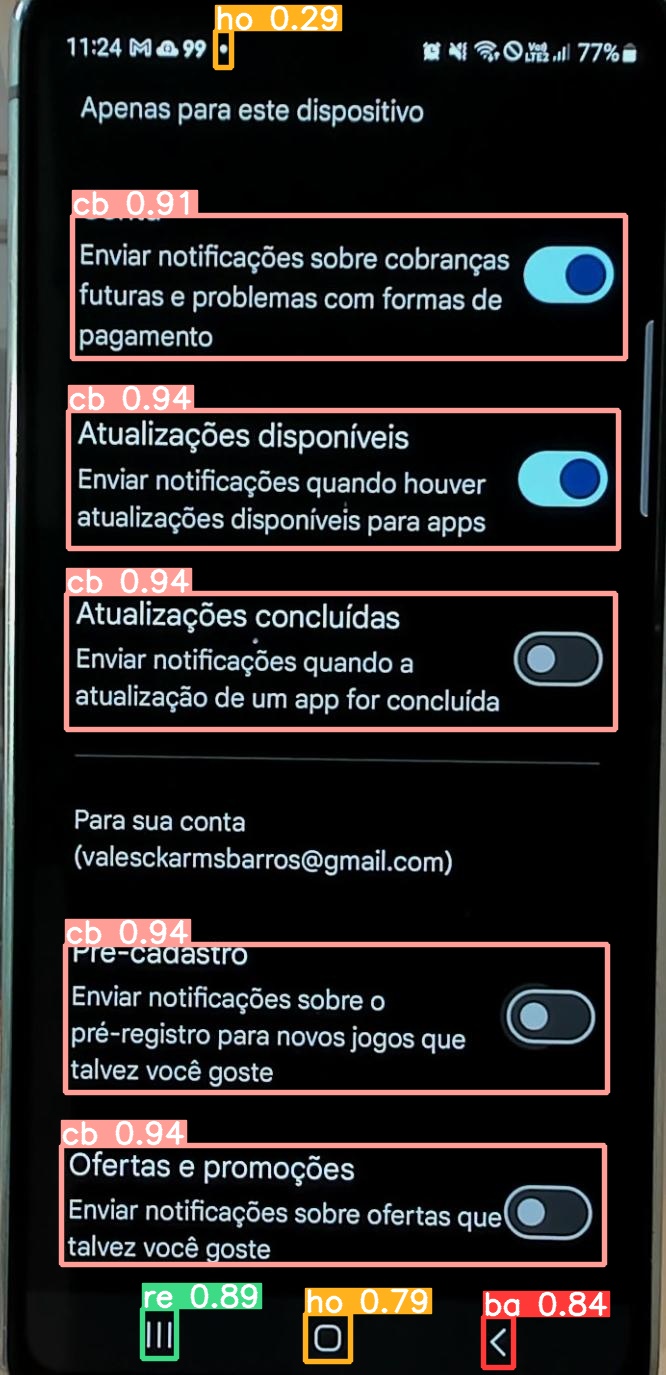 ho 0.29
11:24 99 77%
Apenas para este dispositivo
cb 0.91
Enviar notificações sobre cobranças
futuras e problemas com formas de
pagamento
cb 0.94
Atualizações disponíveis
Enviar notificações quando houver
atualizações disponíveis para apps
cb 0.94
Atualizações concluídas
Enviar notificações quando a
atualização de um app for concluída
Para sua conta
(valesckarmsbarros@gmail.com)
cb 0.94
Pré-cadastro
Enviar notificações sobre o
pré-registro para novos jogos que
talvez você goste
cb 0.94
Ofertas e promoções
Enviar notificações sobre ofertas que
talvez você goste
re 0.89 ho 0.79 ba 0.84